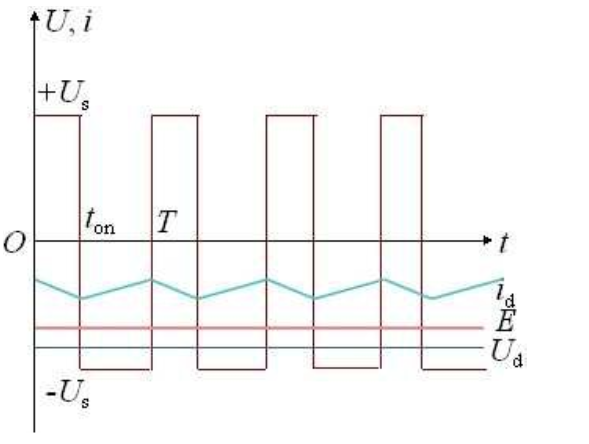 U, i
+Us
ton T
O t
id
E
Ud
-Us